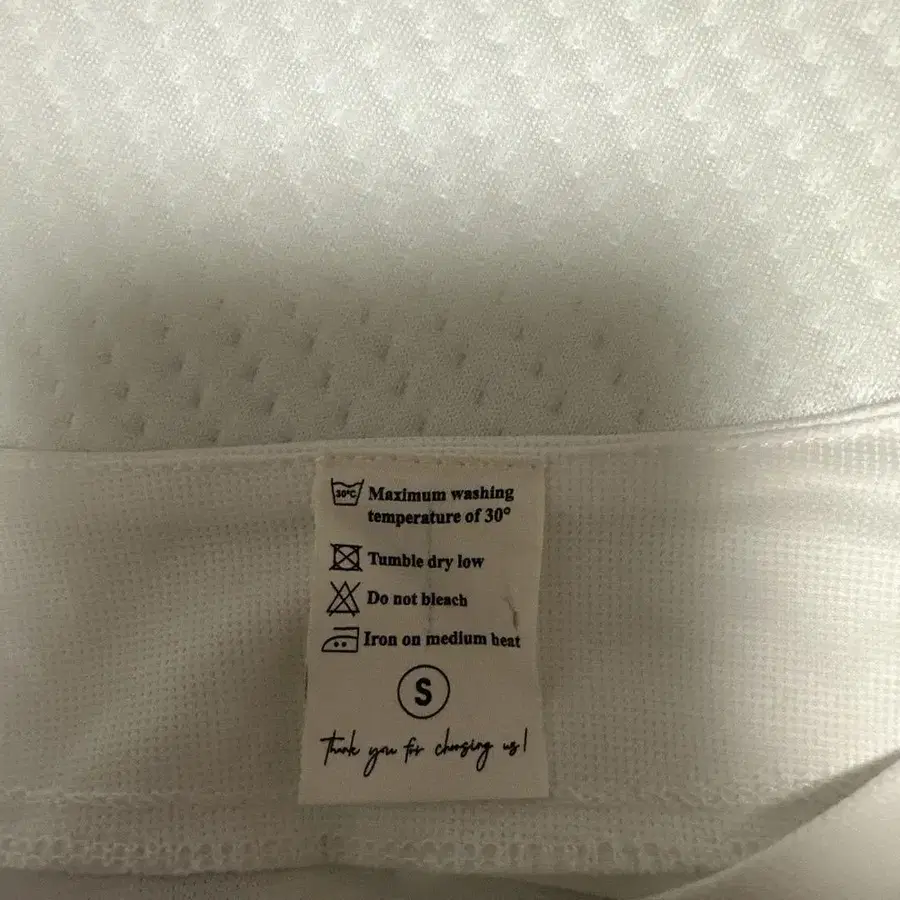 30°C Maximum washing
temperature of 30°
Tumble dry low
Do not bleach
Iron on medium heat
S
Thank you for choosing us!